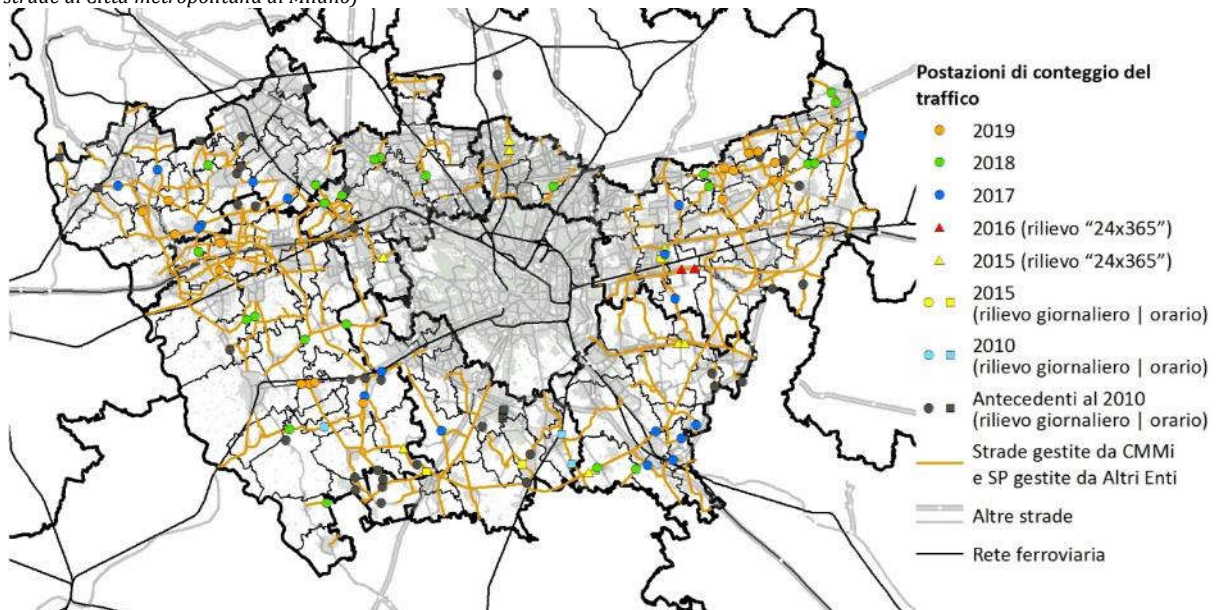 strade di Città metropolitana di Milano)
Postazioni di conteggio del
traffico
2019
2018
2017
2016 (rilievo “24x365”)
2015 (rilievo “24x365”)
2015
(rilievo giornaliero | orario)
2010
(rilievo giornaliero | orario)
Antecedenti al 2010
(rilievo giornaliero | orario)
Strade gestite da CMMi
e SP gestite da Altri Enti
Altre strade
Rete ferroviaria